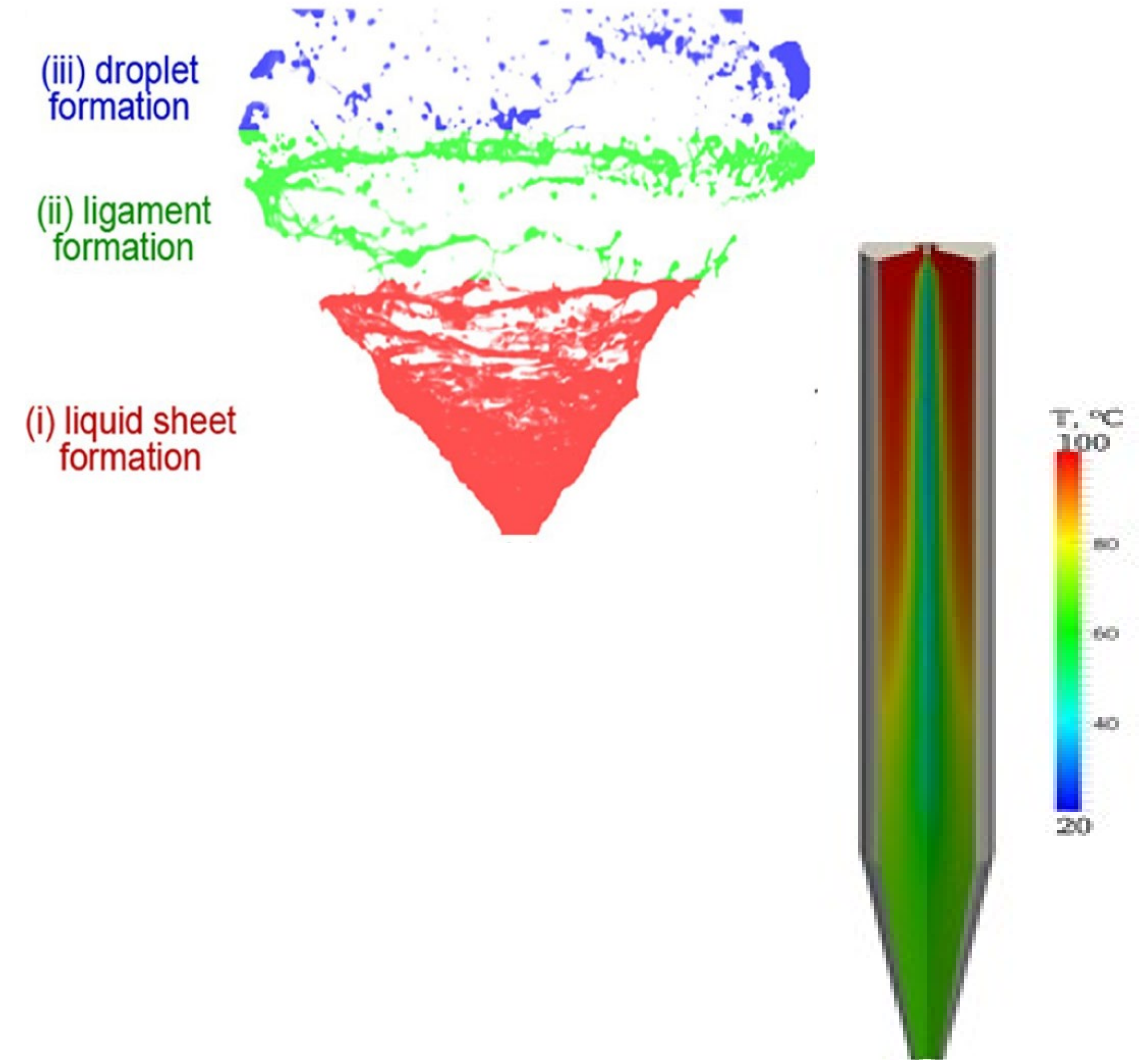 (iii) droplet
formation
(ii) ligament
formation
(i) liquid sheet
formation
T, °C
100
80
60
40
20